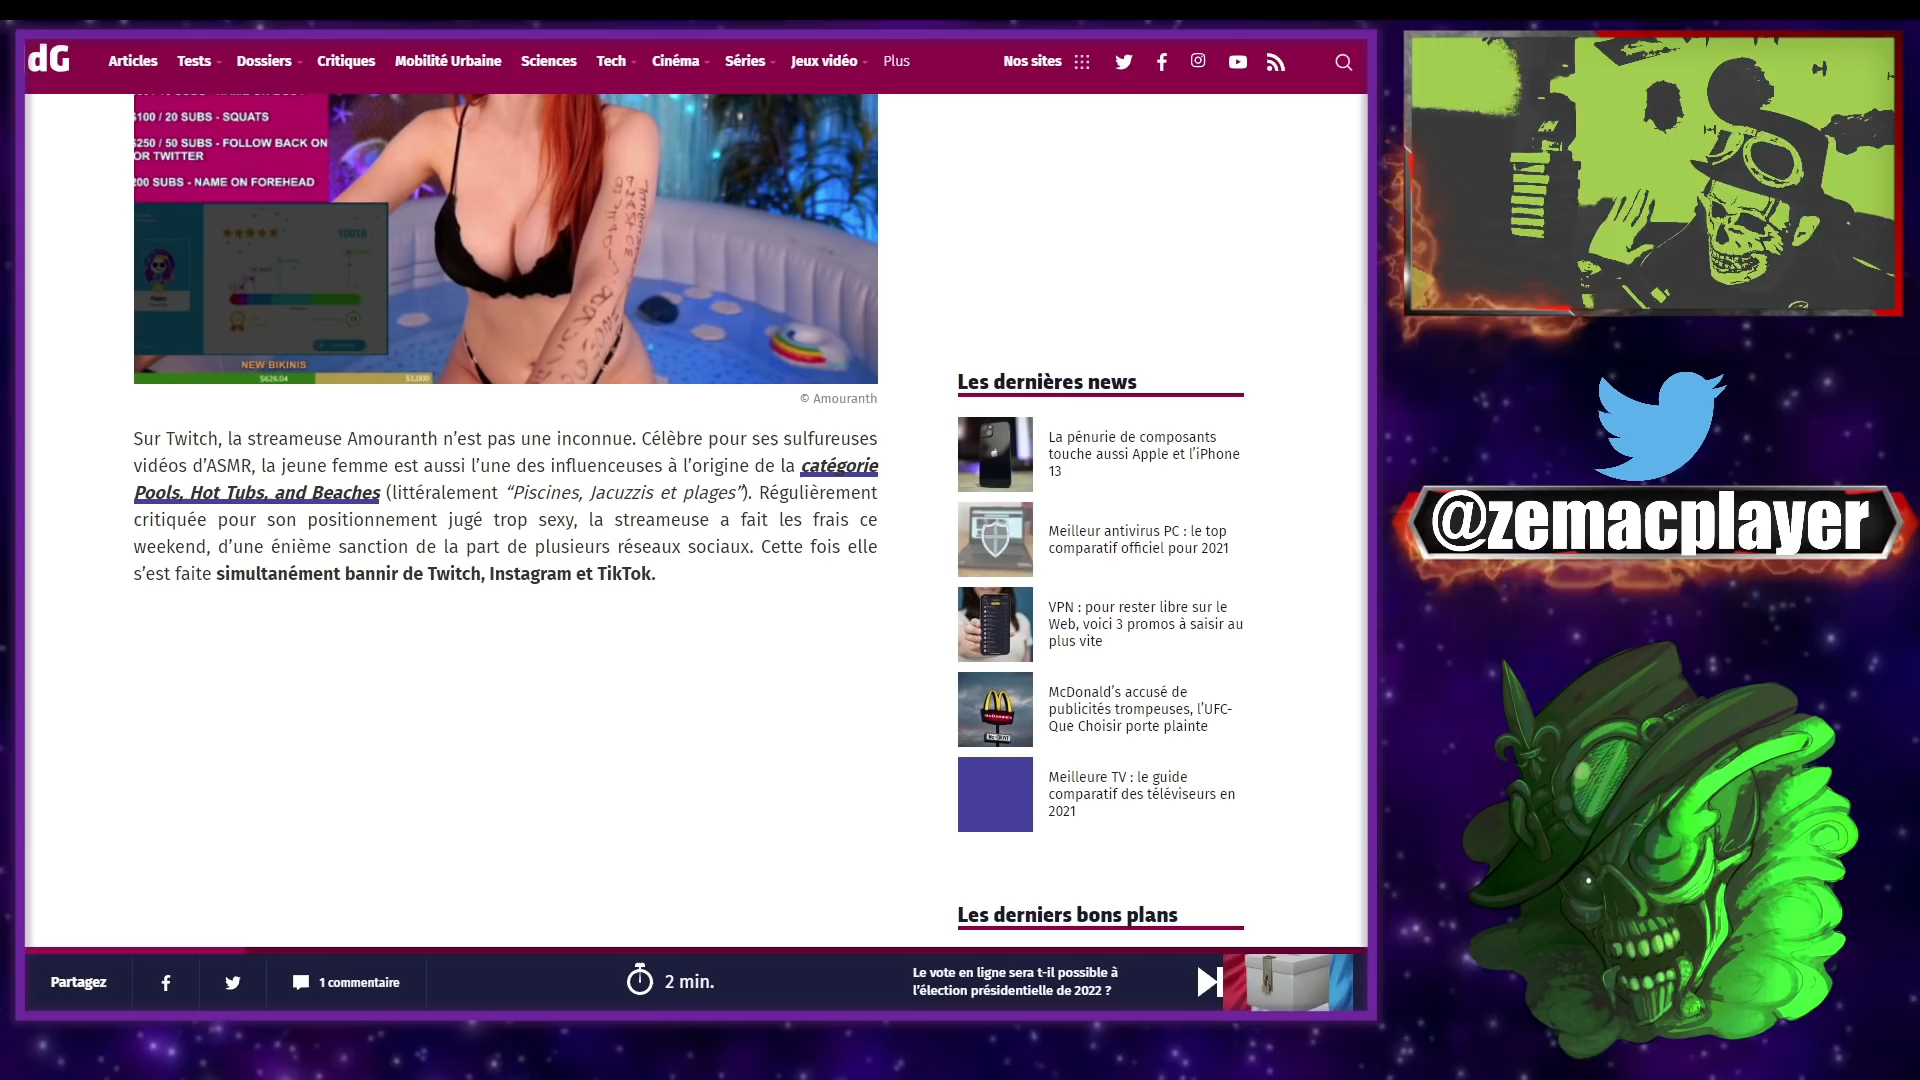 dG
Articles Tests Dossiers Critiques Mobilité Urbaine Sciences Tech Cinéma Séries Jeux vidéo Plus
Nos sites
$100 / 20 SUBS - SQUATS
$250 / 50 SUBS - FOLLOW BACK ON
OR TWITTER
200 SUBS - NAME ON FOREHEAD
10018
NEW BIKINIS
$626.04 $1,000
© Amouranth
Sur Twitch, la streameuse Amouranth n’est pas une inconnue. Célèbre pour ses sulfureuses
vidéos d’ASMR, la jeune femme est aussi l’une des influenceuses à l’origine de la catégorie
Pools, Hot Tubs, and Beaches (littéralement “Piscines, Jacuzzis et plages”). Régulièrement
critiquée pour son positionnement jugé trop sexy, la streameuse a fait les frais ce
weekend, d’une énième sanction de la part de plusieurs réseaux sociaux. Cette fois elle
s’est faite simultanément bannir de Twitch, Instagram et TikTok.
Les dernières news
La pénurie de composants
touche aussi Apple et l’iPhone
13
Meilleur antivirus PC : le top
comparatif officiel pour 2021
VPN : pour rester libre sur le
Web, voici 3 promos à saisir au
plus vite
McDonald’s accusé de
publicités trompeuses, l’UFC-
Que Choisir porte plainte
Meilleure TV : le guide
comparatif des téléviseurs en
2021
Les derniers bons plans
Partagez
1 commentaire
2 min.
Le vote en ligne sera t-il possible à
l’élection présidentielle de 2022 ?
@zemacplayer